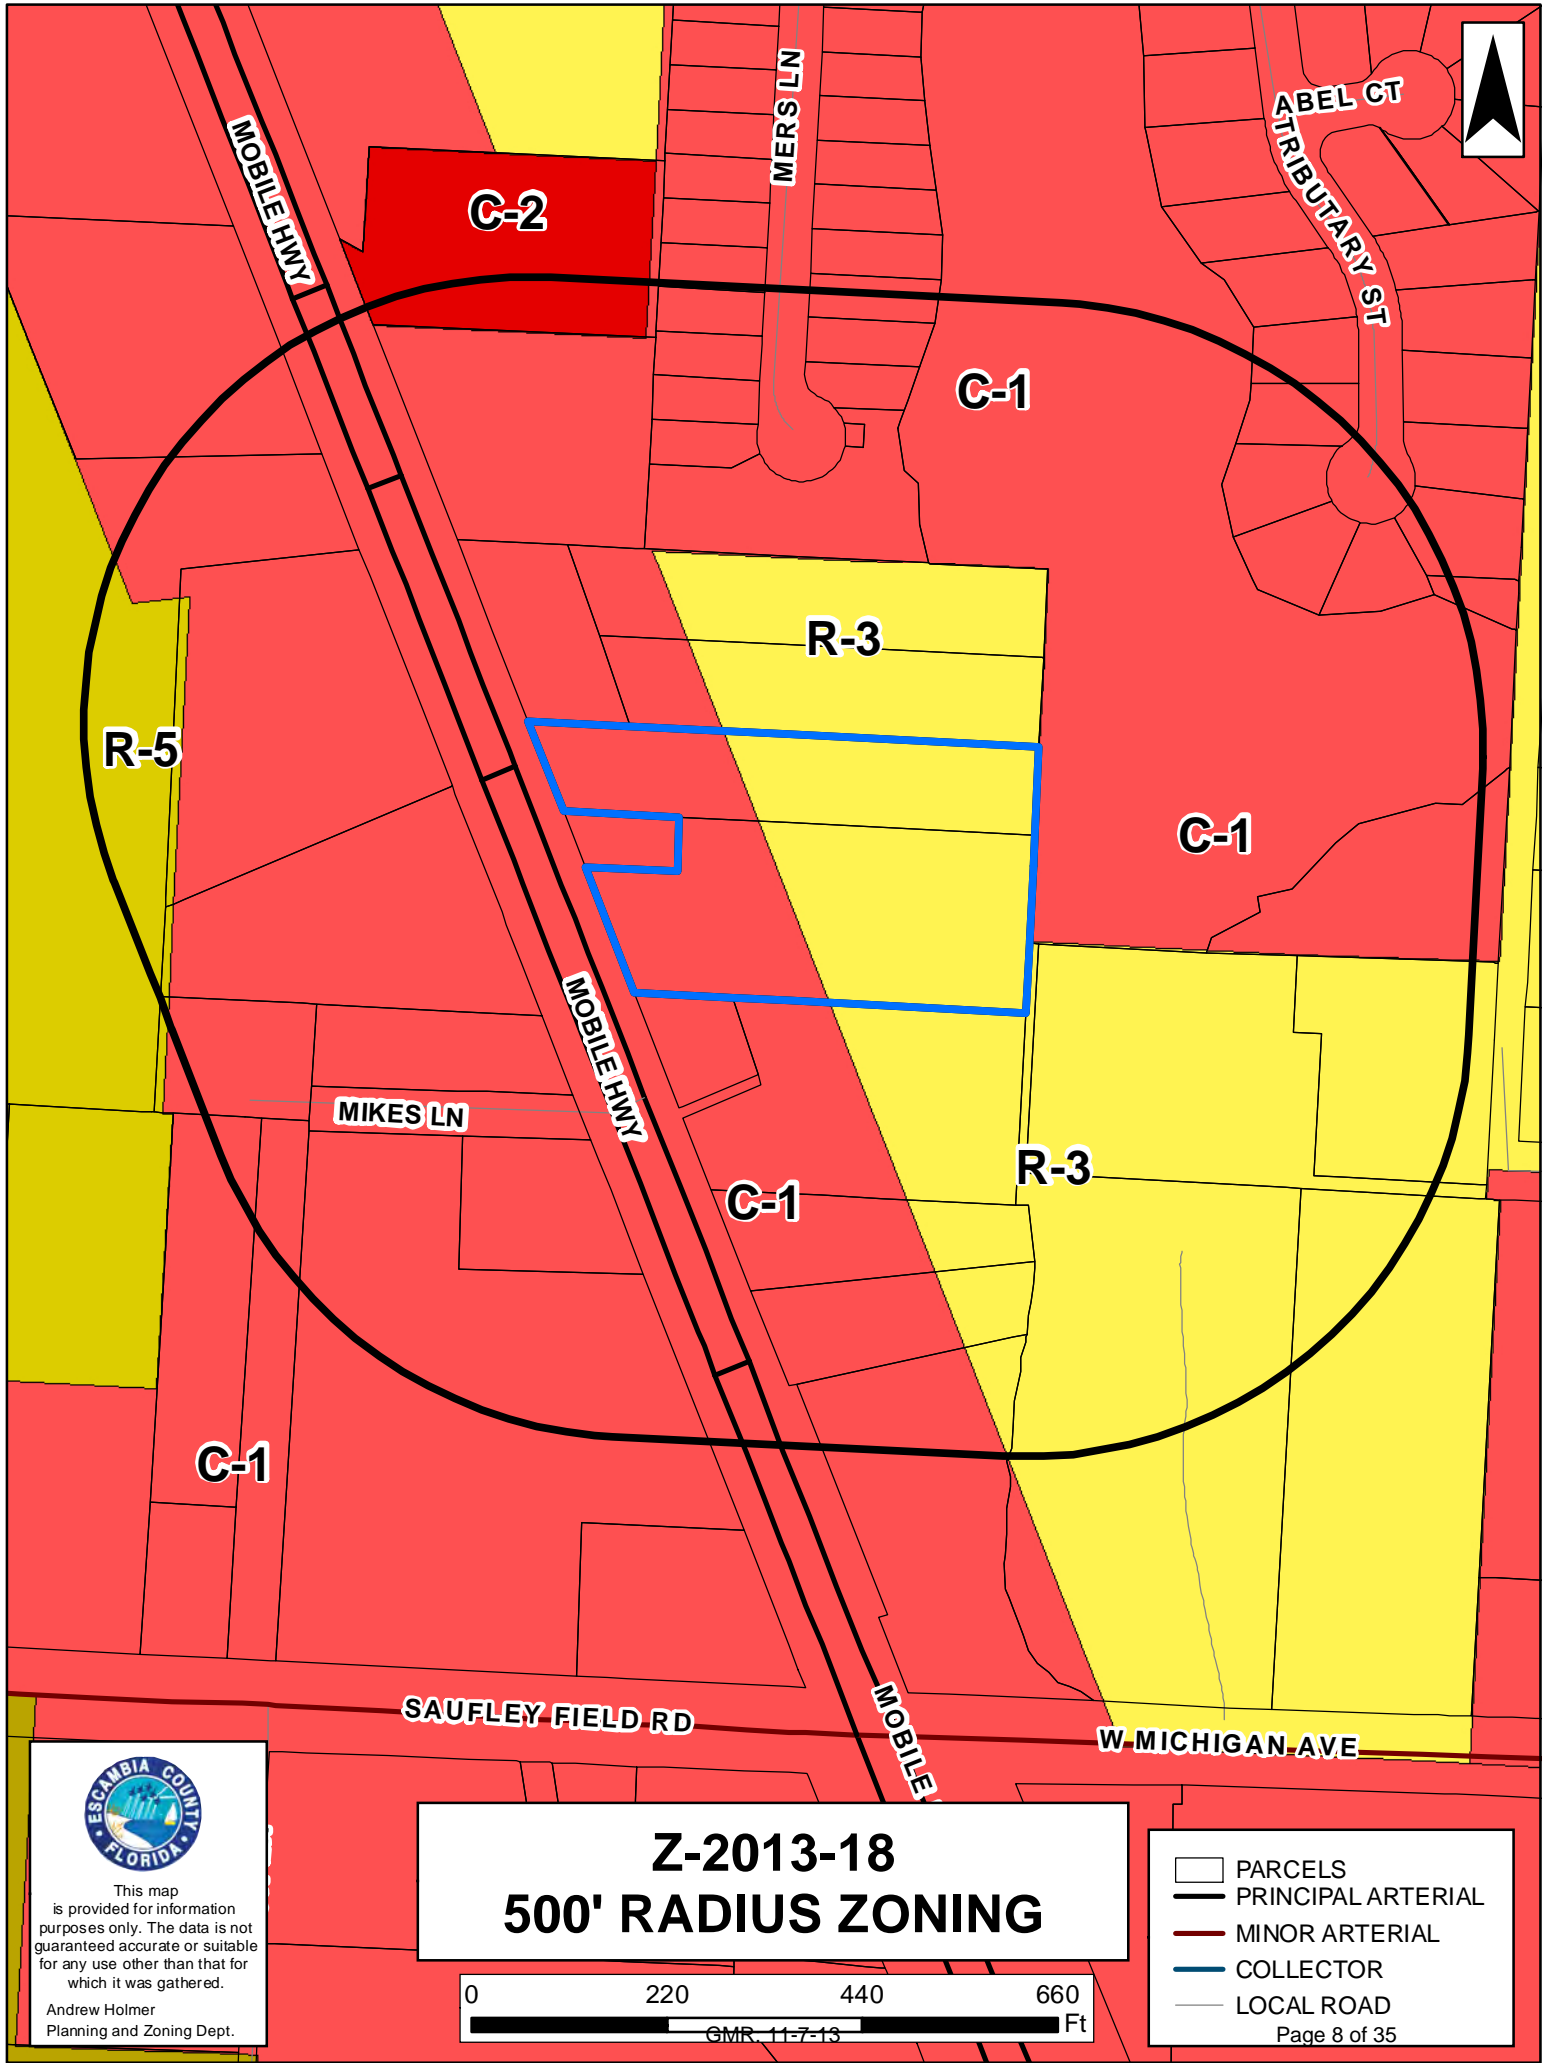 ABEL CT
MERS LN
TRIBUTARY ST
MOBILE HWY
C-2
C-1
R-3
R-5
C-1
MOBILE HWY
MIKES LN
R-3
C-1
C-1
SAUFLEY FIELD RD
MOBILE
W MICHIGAN AVE
ESCAMBIA COUNTY
FLORIDA
This map
is provided for information
purposes only. The data is not
guaranteed accurate or suitable
for any use other than that for
which it was gathered.
Andrew Holmer
Planning and Zoning Dept.
Z-2013-18
500' RADIUS ZONING
0 220 440 660
Ft
GMR: 11-7-13
PARCELS
PRINCIPAL ARTERIAL
MINOR ARTERIAL
COLLECTOR
LOCAL ROAD
Page 8 of 35